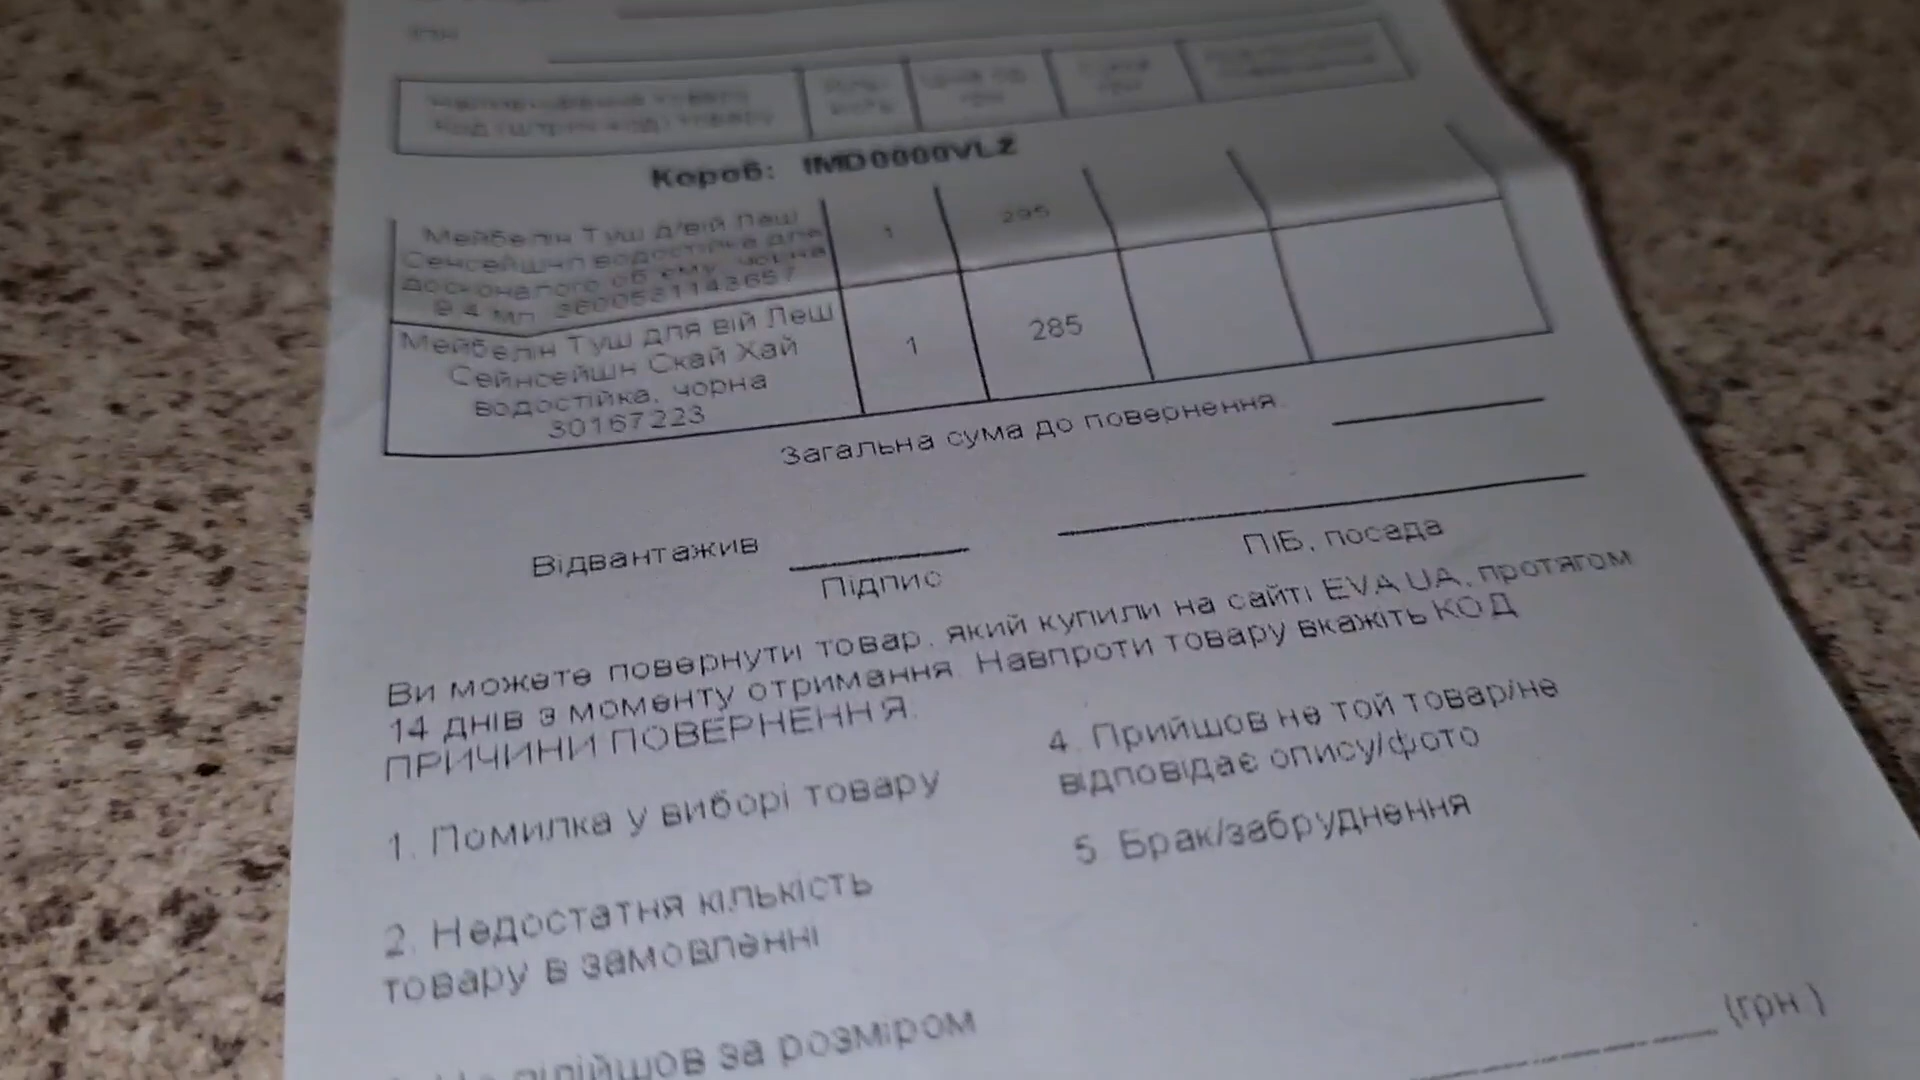 Короб: IMD0000VLZ
Мейбелін Туш д/вій Леш
Сенсейшнл водостійка для
досконалого об'єму, чорна
9.4 мл 3600531143657
1
295
Мейбелін Туш для вій Леш
Сейнсейшн Скай Хай
водостійка, чорна
30167223
1
285
Загальна сума до повернення:
Відвантажив
Підпис
ПІБ, посада
Ви можете повернути товар, який купили на сайті EVA.UA, протягом
14 днів з моменту отримання. Навпроти товару вкажіть КОД
ПРИЧИНИ ПОВЕРНЕННЯ.
1. Помилка у виборі товару
2. Недостатня кількість
товару в замовленні
підійшов за розміром
4. Прийшов не той товар/не
відповідає опису/фото
5. Брак/забруднення
(грн.)